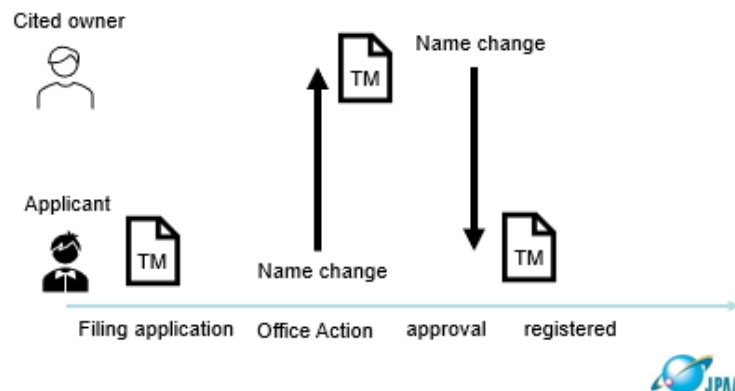 Cited owner
TM
Name change
Applicant
TM
Name change
TM
Filing application
Office Action
approval
registered